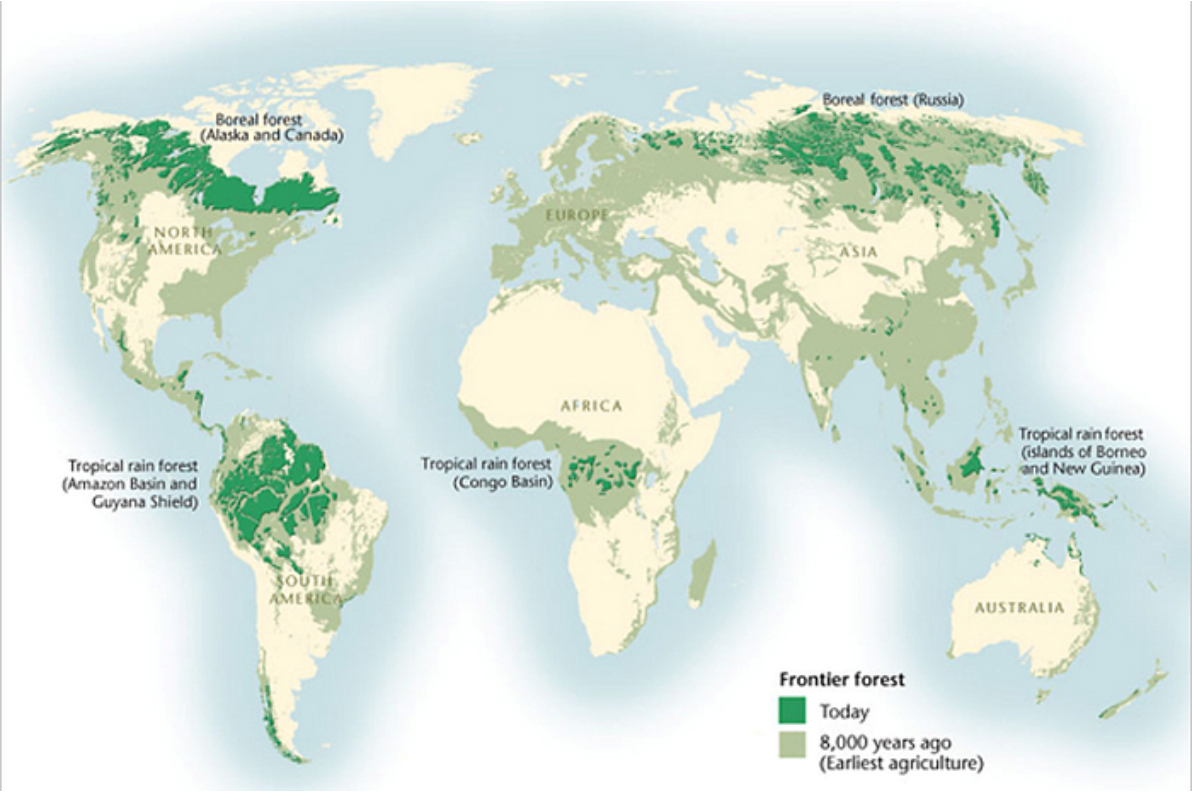 Boreal forest
(Alaska and Canada)
Boreal forest (Russia)
NORTH
AMERICA
EUROPE
ASIA
AFRICA
Tropical rain forest
(Amazon Basin and
Guyana Shield)
Tropical rain forest
(Congo Basin)
Tropical rain forest
(islands of Borneo
and New Guinea)
SOUTH
AMERICA
AUSTRALIA
Frontier forest
Today
8,000 years ago
(Earliest agriculture)